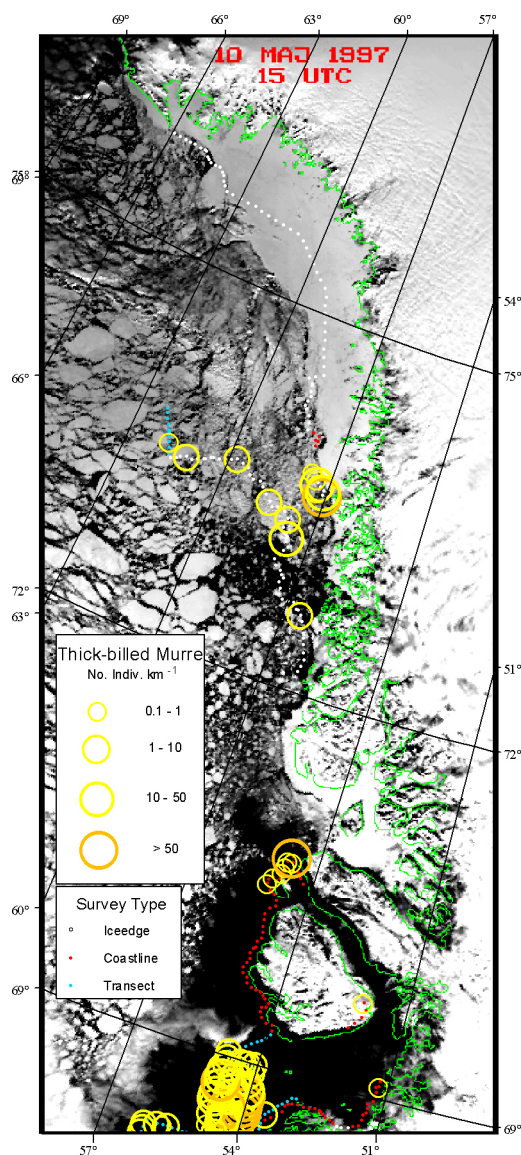 69° 66° 63° 60° 57°
10 MAJ 1997
15 UTC
758
69°
54°
75°
66°
72°
63°
51°
72°
Thick-billed Murre
No. Indiv. km -1
0.1 - 1
1 - 10
10 - 50
> 50
Survey Type
Iceedge
Coastline
Transect
60°
69°
57° 54° 51° 69°